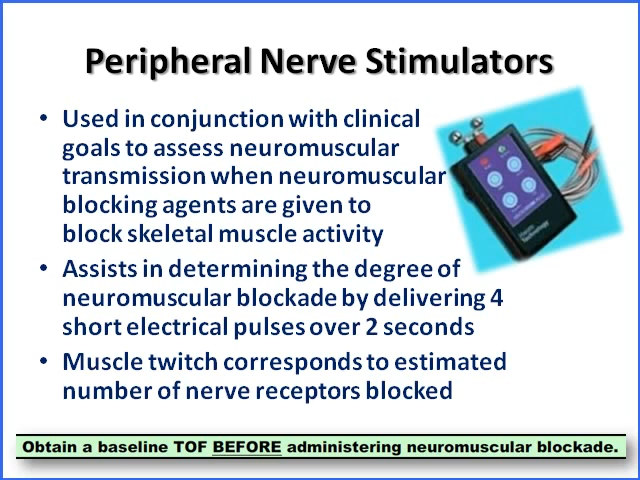 Peripheral Nerve Stimulators
• Used in conjunction with clinical
goals to assess neuromuscular
transmission when neuromuscular
blocking agents are given to
block skeletal muscle activity
• Assists in determining the degree of
neuromuscular blockade by delivering 4
short electrical pulses over 2 seconds
• Muscle twitch corresponds to estimated
number of nerve receptors blocked
Obtain a baseline TOF BEFORE administering neuromuscular blockade.